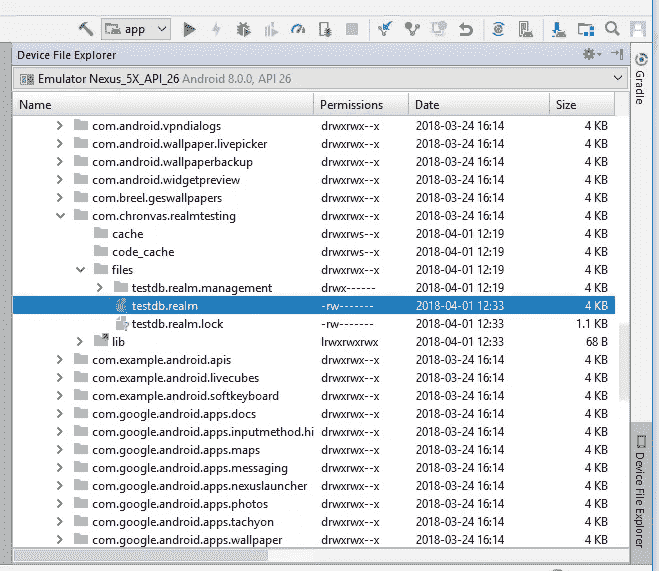 app
Device File Explorer
Emulator Nexus_5X_API_26 Android 8.0.0, API 26
Name Permissions Date Size
com.android.vpndialogs drwxrwx--x 2018-03-24 16:14 4 KB
com.android.wallpaper.livepicker drwxrwx--x 2018-03-24 16:14 4 KB
com.android.wallpaperbackup drwxrwx--x 2018-03-24 16:14 4 KB
com.android.widgetpreview drwxrwx--x 2018-03-24 16:14 4 KB
com.breel.geswallpapers drwxrwx--x 2018-03-24 16:14 4 KB
com.chronvas.realmtesting drwxrwx--x 2018-03-24 16:14 4 KB
cache drwxrws--x 2018-04-01 12:19 4 KB
code_cache drwxrws--x 2018-04-01 12:19 4 KB
files drwxrwx--x 2018-04-01 12:19 4 KB
testdb.realm.management drwx------ 2018-04-01 12:19 4 KB
testdb.realm -rw------- 2018-04-01 12:33 4 KB
testdb.realm.lock -rw------- 2018-04-01 12:33 1.1 KB
lib lrwxrwxrwx 2018-04-01 12:33 68 B
com.example.android.apis drwxrwx--x 2018-03-24 16:14 4 KB
com.example.android.livecubes drwxrwx--x 2018-03-24 16:14 4 KB
com.example.android.softkeyboard drwxrwx--x 2018-03-24 16:14 4 KB
com.google.android.apps.docs drwxrwx--x 2018-03-24 16:14 4 KB
com.google.android.apps.inputmethod.hi drwxrwx--x 2018-03-24 16:14 4 KB
com.google.android.apps.maps drwxrwx--x 2018-03-24 16:14 4 KB
com.google.android.apps.messaging drwxrwx--x 2018-03-24 16:14 4 KB
com.google.android.apps.nexuslauncher drwxrwx--x 2018-03-24 16:14 4 KB
com.google.android.apps.photos drwxrwx--x 2018-03-24 16:14 4 KB
com.google.android.apps.tachyon drwxrwx--x 2018-03-24 16:14 4 KB
com.google.android.apps.wallpaper drwxrwx--x 2018-03-24 16:14 4 KB
Gradle
Device File Explorer